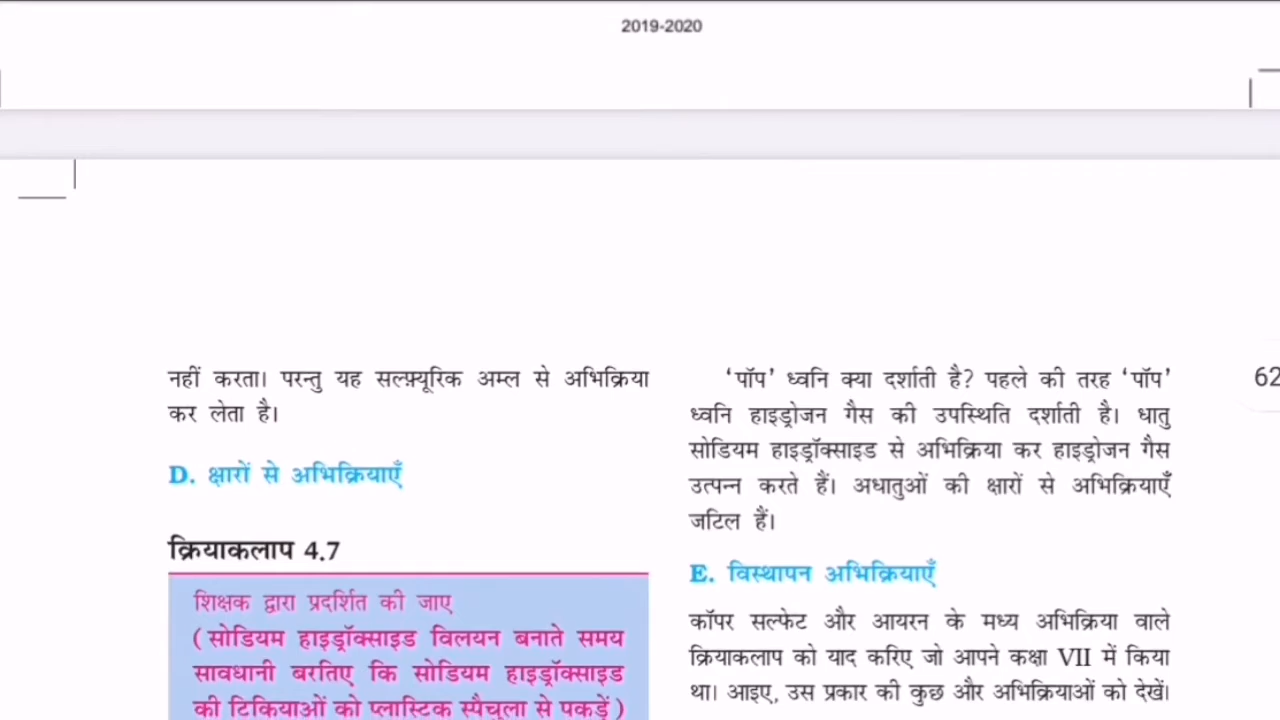 2019-2020
नहीं करता। परन्तु यह सल्फ़्यूरिक अम्ल से अभिक्रिया
कर लेता है।
D. क्षारों से अभिक्रियाएँ
क्रियाकलाप 4.7
शिक्षक द्वारा प्रदर्शित की जाए
(सोडियम हाइड्रॉक्साइड विलयन बनाते समय
सावधानी बरतिए कि सोडियम हाइड्रॉक्साइड
की टिकियाओं को प्लास्टिक स्पैचुला से पकड़ें)
‘पॉप’ ध्वनि क्या दर्शाती है? पहले की तरह ‘पॉप’
ध्वनि हाइड्रोजन गैस की उपस्थिति दर्शाती है। धातु
सोडियम हाइड्रॉक्साइड से अभिक्रिया कर हाइड्रोजन गैस
उत्पन्न करते हैं। अधातुओं की क्षारों से अभिक्रियाएँ
जटिल हैं।
E. विस्थापन अभिक्रियाएँ
कॉपर सल्फेट और आयरन के मध्य अभिक्रिया वाले
क्रियाकलाप को याद करिए जो आपने कक्षा VII में किया
था। आइए, उस प्रकार की कुछ और अभिक्रियाओं को देखें।
62